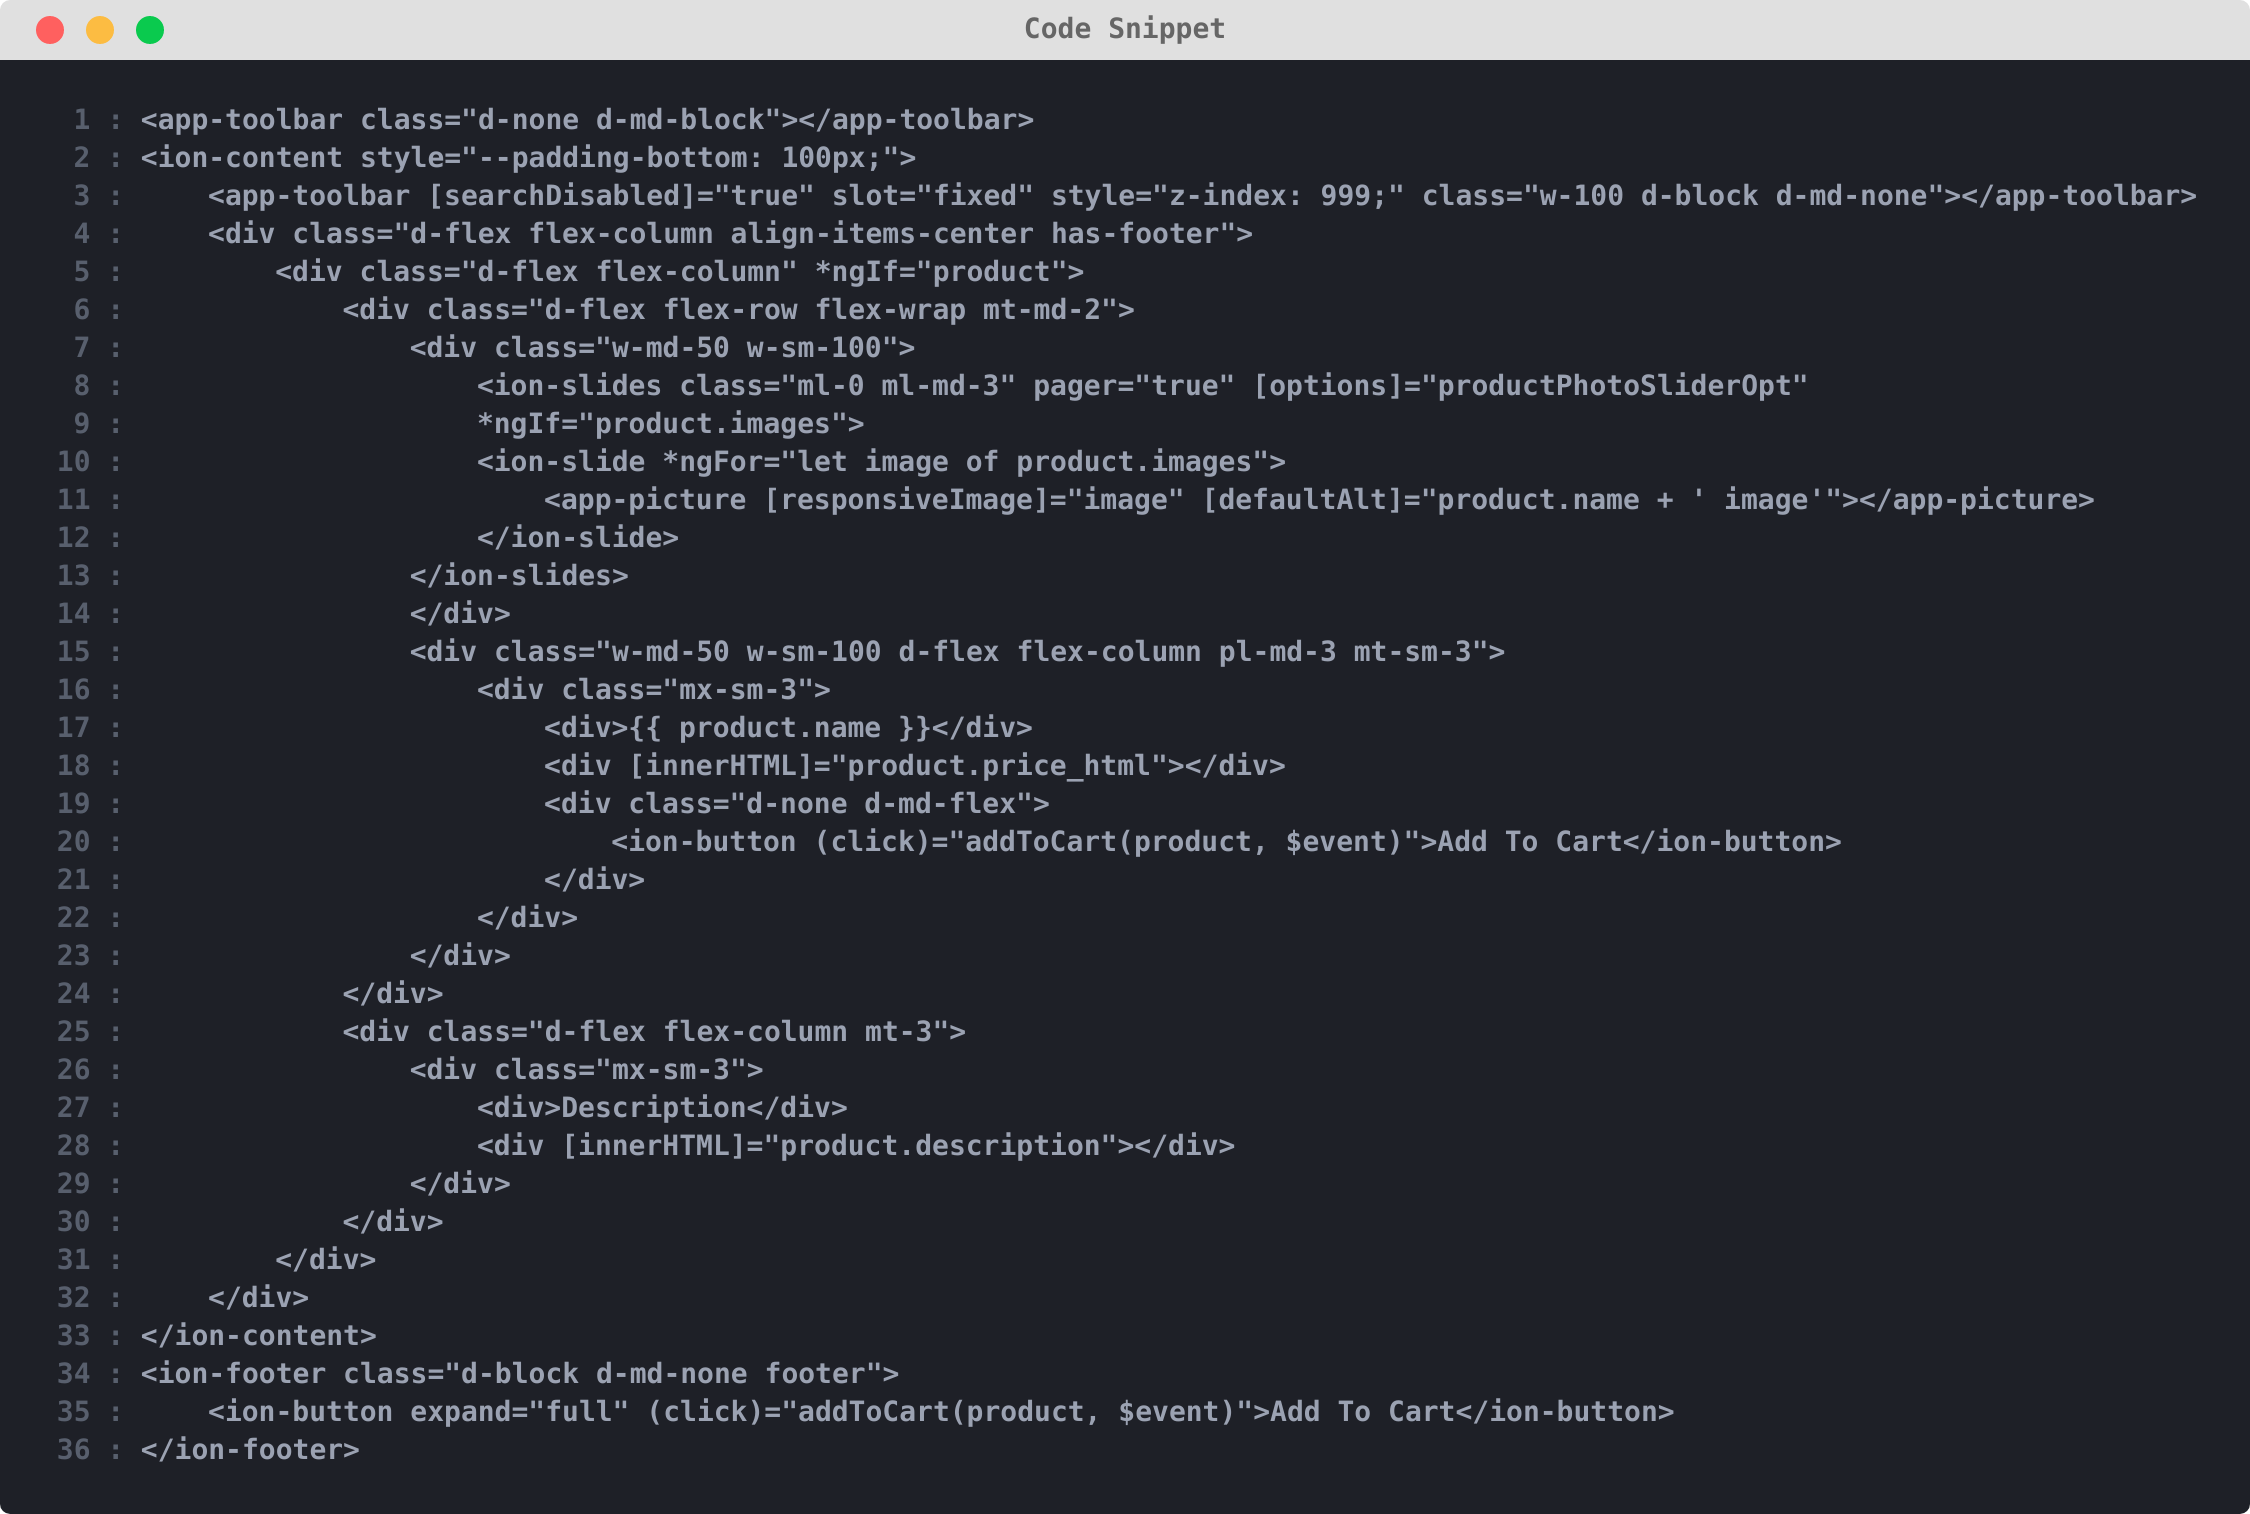 Code Snippet
1 : <app-toolbar class="d-none d-md-block"></app-toolbar>
2 : <ion-content style="--padding-bottom: 100px;">
3 :     <app-toolbar [searchDisabled]="true" slot="fixed" style="z-index: 999;" class="w-100 d-block d-md-none"></app-toolbar>
4 :     <div class="d-flex flex-column align-items-center has-footer">
5 :         <div class="d-flex flex-column" *ngIf="product">
6 :             <div class="d-flex flex-row flex-wrap mt-md-2">
7 :                 <div class="w-md-50 w-sm-100">
8 :                     <ion-slides class="ml-0 ml-md-3" pager="true" [options]="productPhotoSliderOpt"
9 :                     *ngIf="product.images">
10 :                     <ion-slide *ngFor="let image of product.images">
11 :                         <app-picture [responsiveImage]="image" [defaultAlt]="product.name + ' image'"></app-picture>
12 :                     </ion-slide>
13 :                 </ion-slides>
14 :                 </div>
15 :                 <div class="w-md-50 w-sm-100 d-flex flex-column pl-md-3 mt-sm-3">
16 :                     <div class="mx-sm-3">
17 :                         <div>{{ product.name }}</div>
18 :                         <div [innerHTML]="product.price_html"></div>
19 :                         <div class="d-none d-md-flex">
20 :                             <ion-button (click)="addToCart(product, $event)">Add To Cart</ion-button>
21 :                         </div>
22 :                     </div>
23 :                 </div>
24 :             </div>
25 :             <div class="d-flex flex-column mt-3">
26 :                 <div class="mx-sm-3">
27 :                     <div>Description</div>
28 :                     <div [innerHTML]="product.description"></div>
29 :                 </div>
30 :             </div>
31 :         </div>
32 :     </div>
33 : </ion-content>
34 : <ion-footer class="d-block d-md-none footer">
35 :     <ion-button expand="full" (click)="addToCart(product, $event)">Add To Cart</ion-button>
36 : </ion-footer>